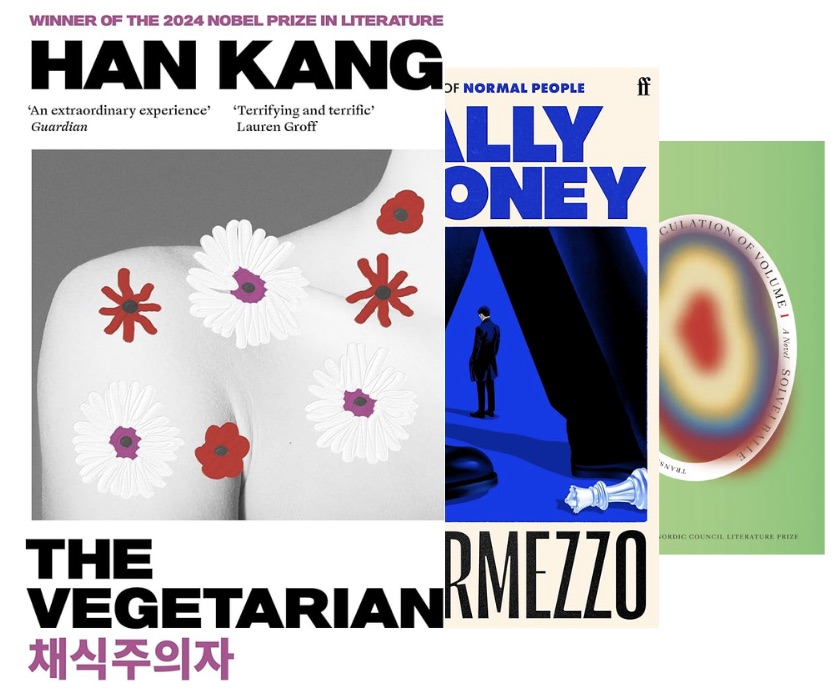 WINNER OF THE 2024 NOBEL PRIZE IN LITERATURE
HAN KANG
‘An extraordinary experience’
Guardian
‘Terrifying and terrific’
Lauren Groff
THE
VEGETARIAN
채식주의자
OF NORMAL PEOPLE
ff
ALLY
OONEY
RMEZZO
CULATION OF VOLUME I
A Novel
SOLVEJ BALLE
TRANS
NORDIC COUNCIL LITERATURE PRIZE